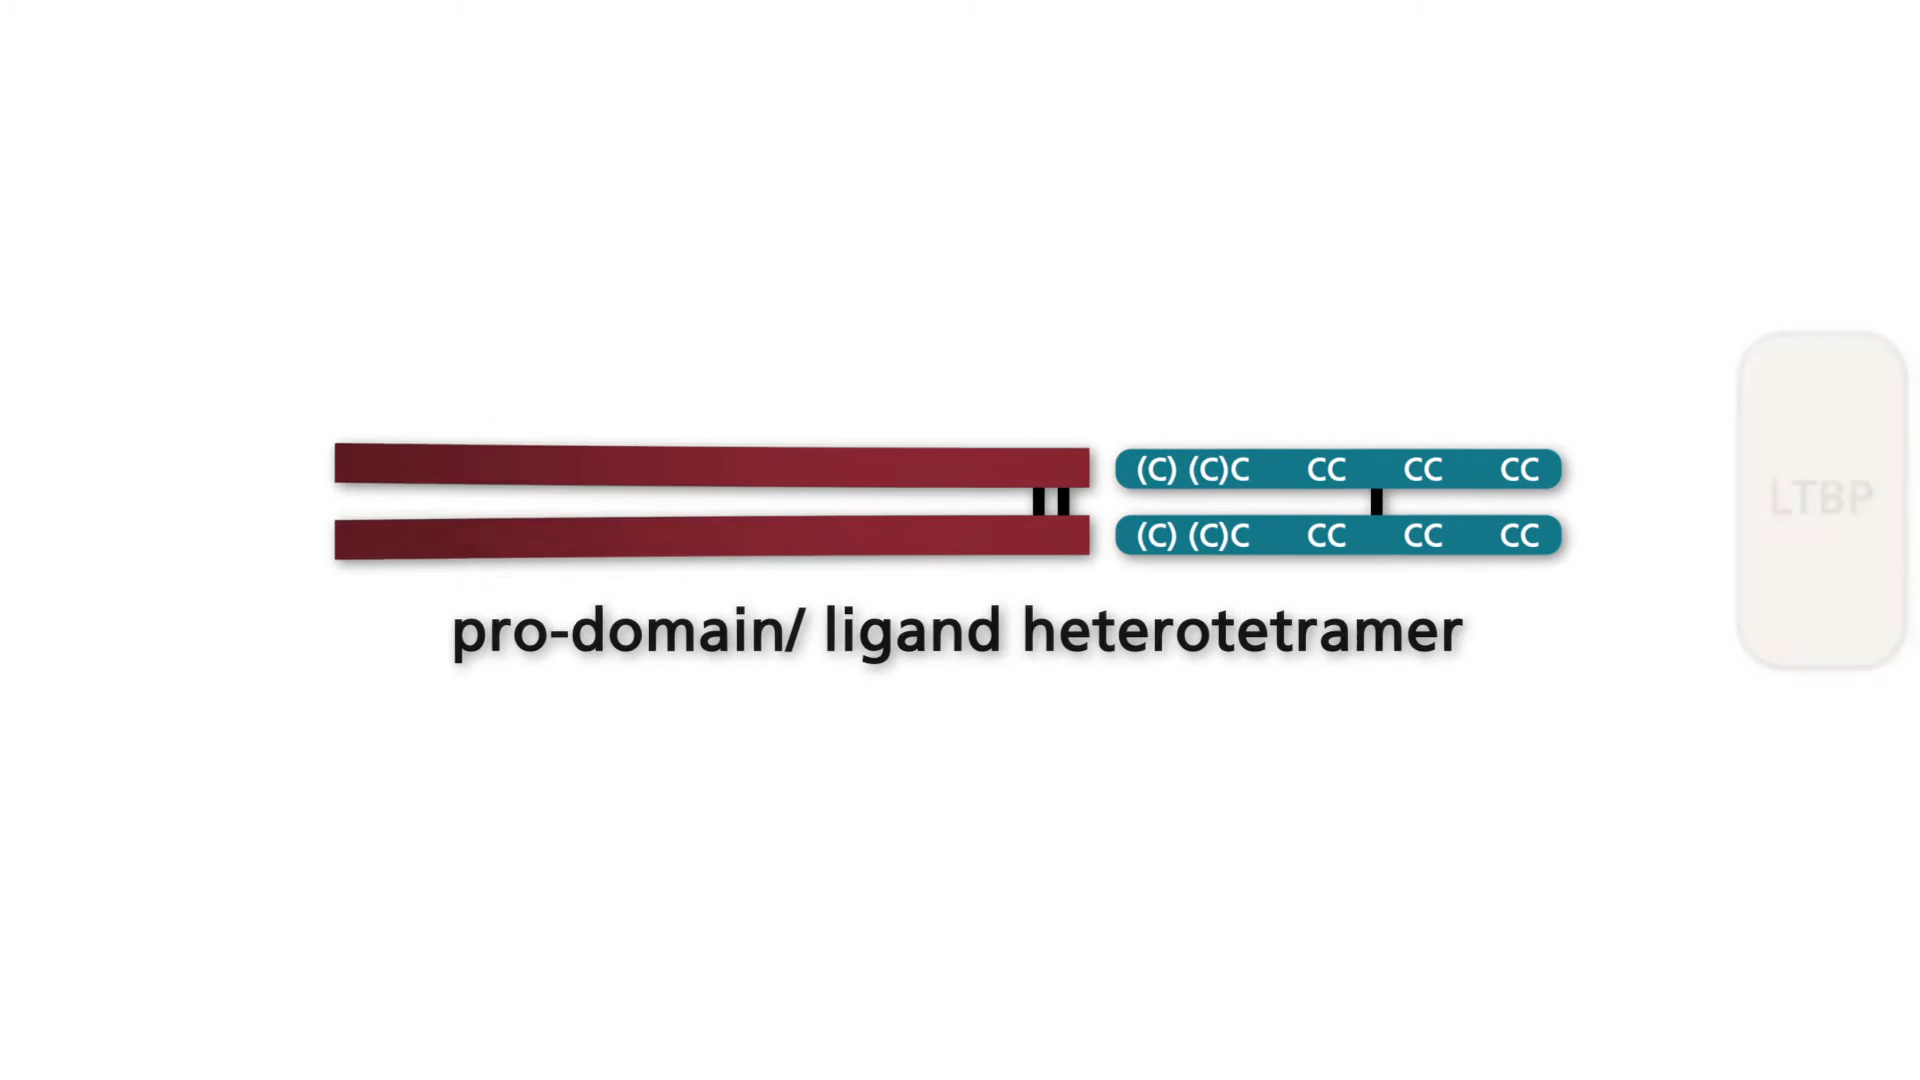 (C) (C)C CC CC CC
(C) (C)C CC CC CC
pro-domain/ ligand heterotetramer
LTBP